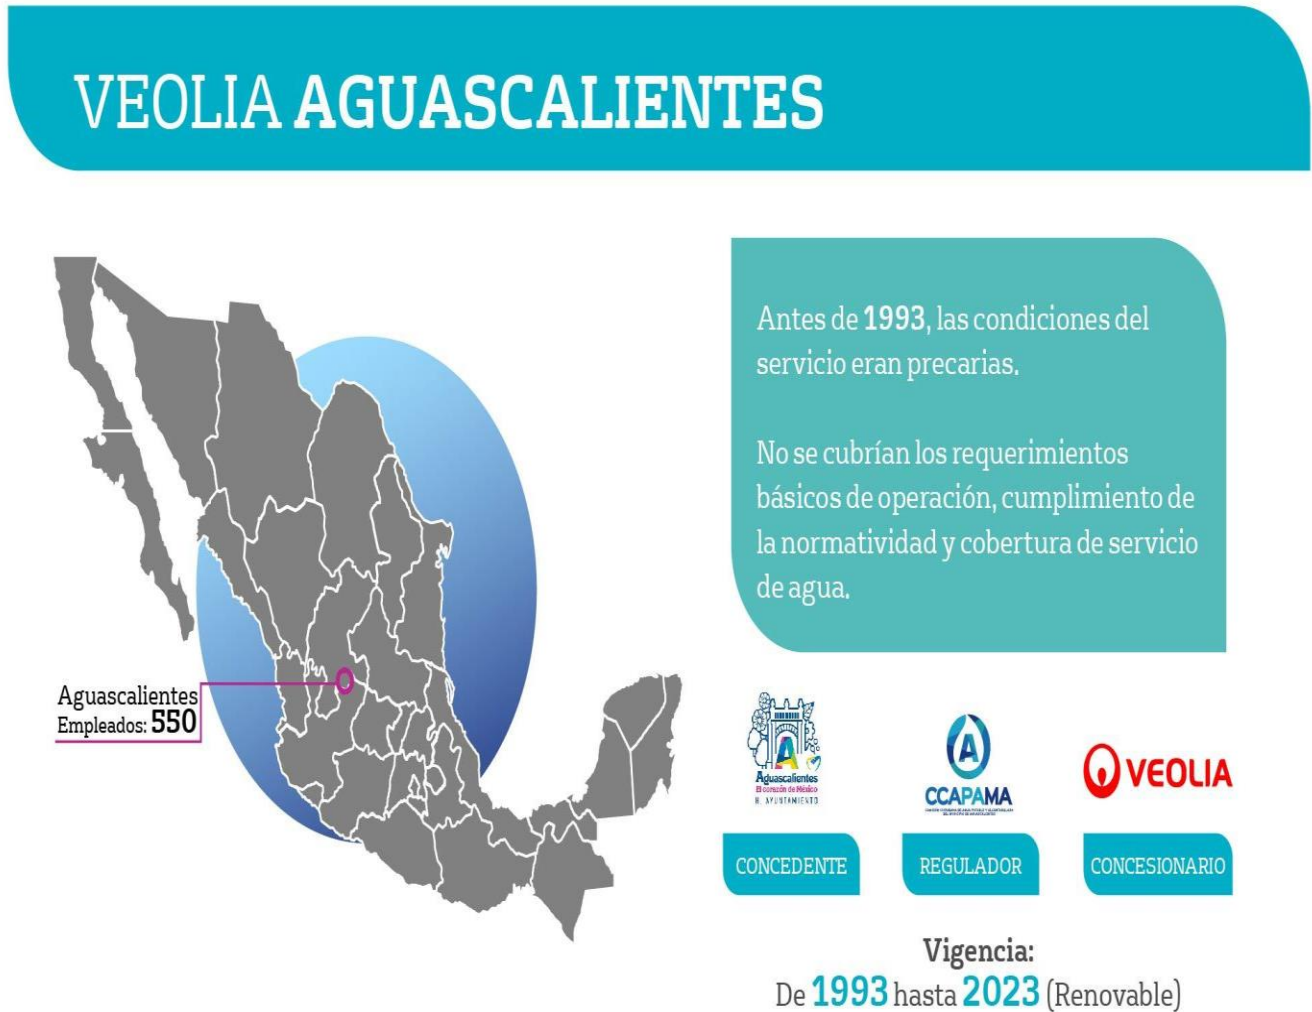 VEOLIA AGUASCALIENTES
Antes de 1993, las condiciones del
servicio eran precarias.
No se cubrían los requerimientos
básicos de operación, cumplimiento de
la normatividad y cobertura de servicio
de agua.
Aguascalientes
Empleados: 550
Aguascalientes
El corazón de México
H. AYUNTAMIENTO
CCAPAMA
VEOLIA
CONCEDENTE
REGULADOR
CONCESIONARIO
Vigencia:
De 1993 hasta 2023 (Renovable)